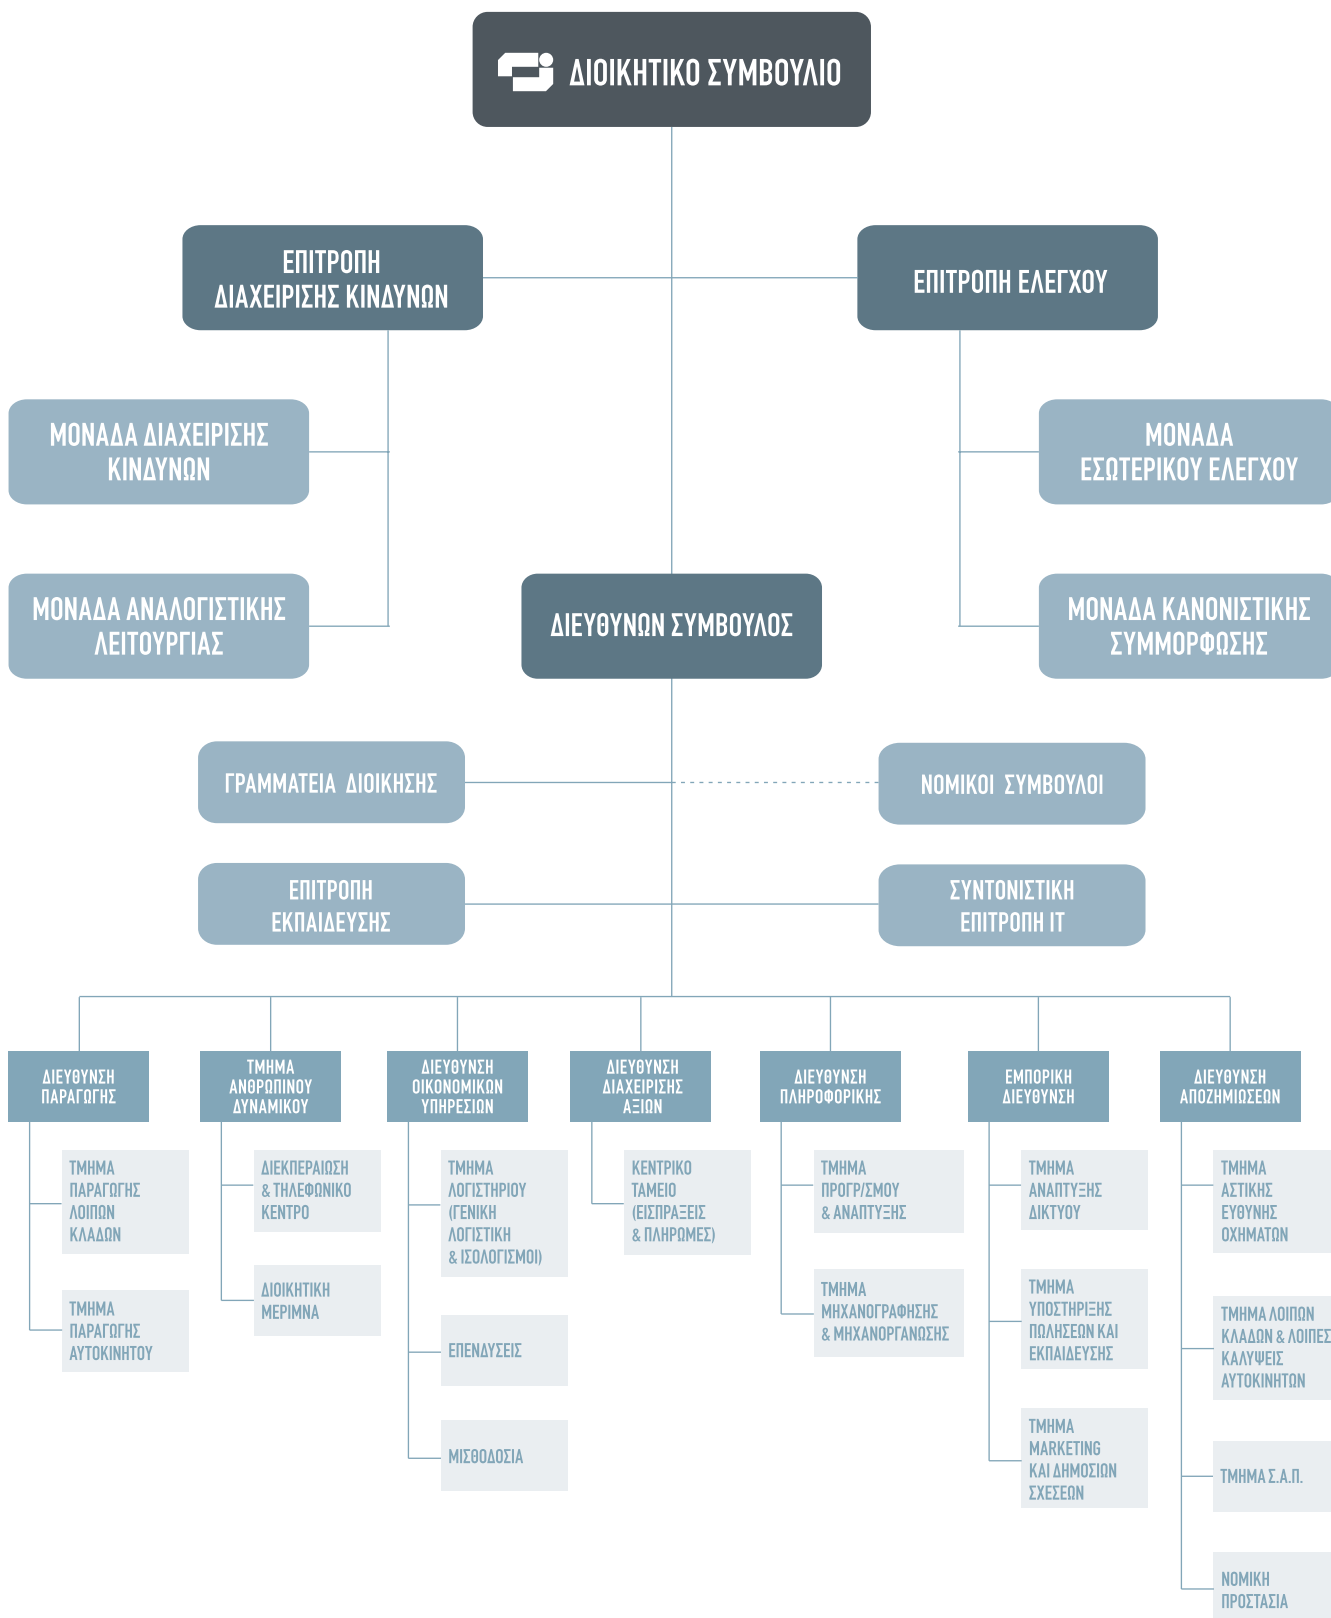 ΔΙΟΙΚΗΤΙΚΟ ΣΥΜΒΟΥΛΙΟ
ΕΠΙΤΡΟΠΗ
ΔΙΑΧΕΙΡΙΣΗΣ ΚΙΝΔΥΝΩΝ
ΕΠΙΤΡΟΠΗ ΕΛΕΓΧΟΥ
ΜΟΝΑΔΑ ΔΙΑΧΕΙΡΙΣΗΣ
ΚΙΝΔΥΝΩΝ
ΜΟΝΑΔΑ
ΕΣΩΤΕΡΙΚΟΥ ΕΛΕΓΧΟΥ
ΜΟΝΑΔΑ ΑΝΑΛΟΓΙΣΤΙΚΗΣ
ΛΕΙΤΟΥΡΓΙΑΣ
ΔΙΕΥΘΥΝΩΝ ΣΥΜΒΟΥΛΟΣ
ΜΟΝΑΔΑ ΚΑΝΟΝΙΣΤΙΚΗΣ
ΣΥΜΜΟΡΦΩΣΗΣ
ΓΡΑΜΜΑΤΕΙΑ ΔΙΟΙΚΗΣΗΣ
ΝΟΜΙΚΟΙ ΣΥΜΒΟΥΛΟΙ
ΕΠΙΤΡΟΠΗ
ΕΚΠΑΙΔΕΥΣΗΣ
ΣΥΝΤΟΝΙΣΤΙΚΗ
ΕΠΙΤΡΟΠΗ ΙΤ
ΔΙΕΥΘΥΝΣΗ
ΠΑΡΑΓΩΓΗΣ
ΤΜΗΜΑ
ΑΝΘΡΩΠΙΝΟΥ
ΔΥΝΑΜΙΚΟΥ
ΔΙΕΥΘΥΝΣΗ
ΟΙΚΟΝΟΜΙΚΩΝ
ΥΠΗΡΕΣΙΩΝ
ΔΙΕΥΘΥΝΣΗ
ΔΙΑΧΕΙΡΙΣΗΣ
ΑΞΙΩΝ
ΔΙΕΥΘΥΝΣΗ
ΠΛΗΡΟΦΟΡΙΚΗΣ
ΕΜΠΟΡΙΚΗ
ΔΙΕΥΘΥΝΣΗ
ΔΙΕΥΘΥΝΣΗ
ΑΠΟΖΗΜΙΩΣΕΩΝ
ΤΜΗΜΑ
ΠΑΡΑΓΩΓΗΣ
ΛΟΙΠΩΝ
ΚΛΑΔΩΝ
ΤΜΗΜΑ
ΠΑΡΑΓΩΓΗΣ
ΑΥΤΟΚΙΝΗΤΟΥ
ΔΙΕΚΠΕΡΑΙΩΣΗ
& ΤΗΛΕΦΩΝΙΚΟ
ΚΕΝΤΡΟ
ΔΙΟΙΚΗΤΙΚΗ
ΜΕΡΙΜΝΑ
ΤΜΗΜΑ
ΛΟΓΙΣΤΗΡΙΟΥ
(ΓΕΝΙΚΗ
ΛΟΓΙΣΤΙΚΗ
& ΙΣΟΛΟΓΙΣΜΟΙ)
ΕΠΕΝΔΥΣΕΙΣ
ΜΙΣΘΟΔΟΣΙΑ
ΚΕΝΤΡΙΚΟ
ΤΑΜΕΙΟ
(ΕΙΣΠΡΑΞΕΙΣ
& ΠΛΗΡΩΜΕΣ)
ΤΜΗΜΑ
ΠΡΟΓΡ/ΣΜΟΥ
& ΑΝΑΠΤΥΞΗΣ
ΤΜΗΜΑ
ΜΗΧΑΝΟΓΡΑΦΗΣΗΣ
& ΜΗΧΑΝΟΡΓΑΝΩΣΗΣ
ΤΜΗΜΑ
ΑΝΑΠΤΥΞΗΣ
ΔΙΚΤΥΟΥ
ΤΜΗΜΑ
ΥΠΟΣΤΗΡΙΞΗΣ
ΠΩΛΗΣΕΩΝ ΚΑΙ
ΕΚΠΑΙΔΕΥΣΗΣ
ΤΜΗΜΑ
MARKETING
ΚΑΙ ΔΗΜΟΣΙΩΝ
ΣΧΕΣΕΩΝ
ΤΜΗΜΑ
ΑΣΤΙΚΗΣ
ΕΥΘΥΝΗΣ
ΟΧΗΜΑΤΩΝ
ΤΜΗΜΑ ΛΟΙΠΩΝ
ΚΛΑΔΩΝ & ΛΟΙΠΕΣ
ΚΑΛΥΨΕΙΣ
ΑΥΤΟΚΙΝΗΤΩΝ
ΤΜΗΜΑ Σ.Α.Π.
ΝΟΜΙΚΗ
ΠΡΟΣΤΑΣΙΑ